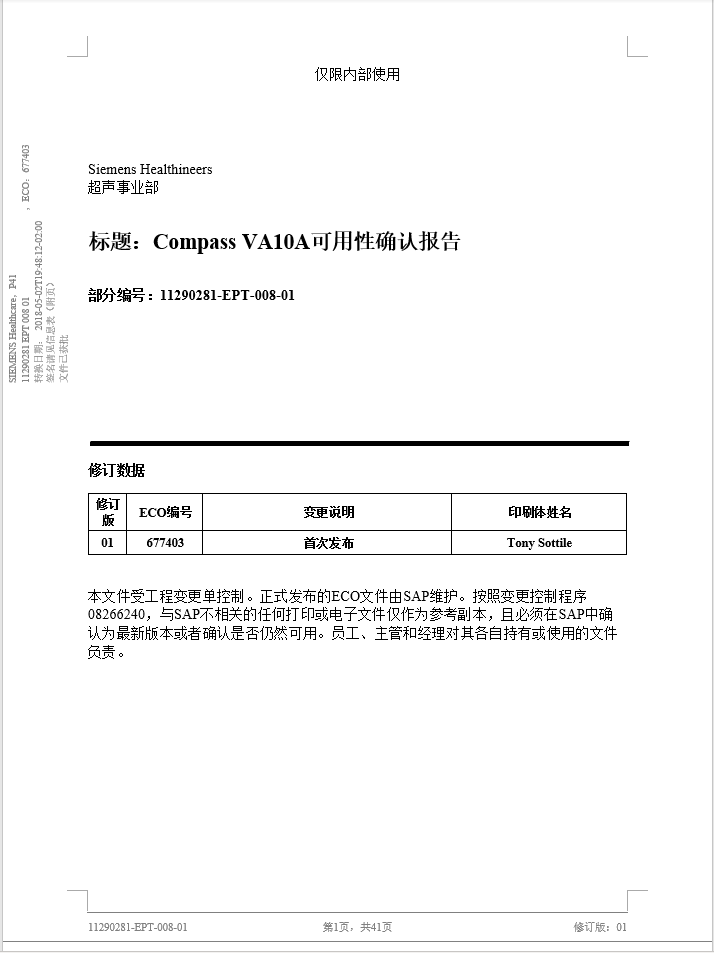 仅限内部使用
SIEMENS Healthcare，P41
11290281 EPT 008 01 ，ECO：677403
转换日期： 2018-05-02T19:48:12-02:00
签名请见信息表（附页）
文件已获批
Siemens Healthineers
超声事业部
标题：Compass VA10A可用性确认报告
部分编号：11290281-EPT-008-01
修订数据
修订版 ECO编号 变更说明 印刷体姓名
01 677403 首次发布 Tony Sottile
本文件受工程变更单控制。正式发布的ECO文件由SAP维护。按照变更控制程序
08266240，与SAP不相关的任何打印或电子文件仅作为参考副本，且必须在SAP中确
认为最新版本或者确认是否仍然可用。员工、主管和经理对其各自持有或使用的文件
负责。
11290281-EPT-008-01 第1页，共41页 修订版：01